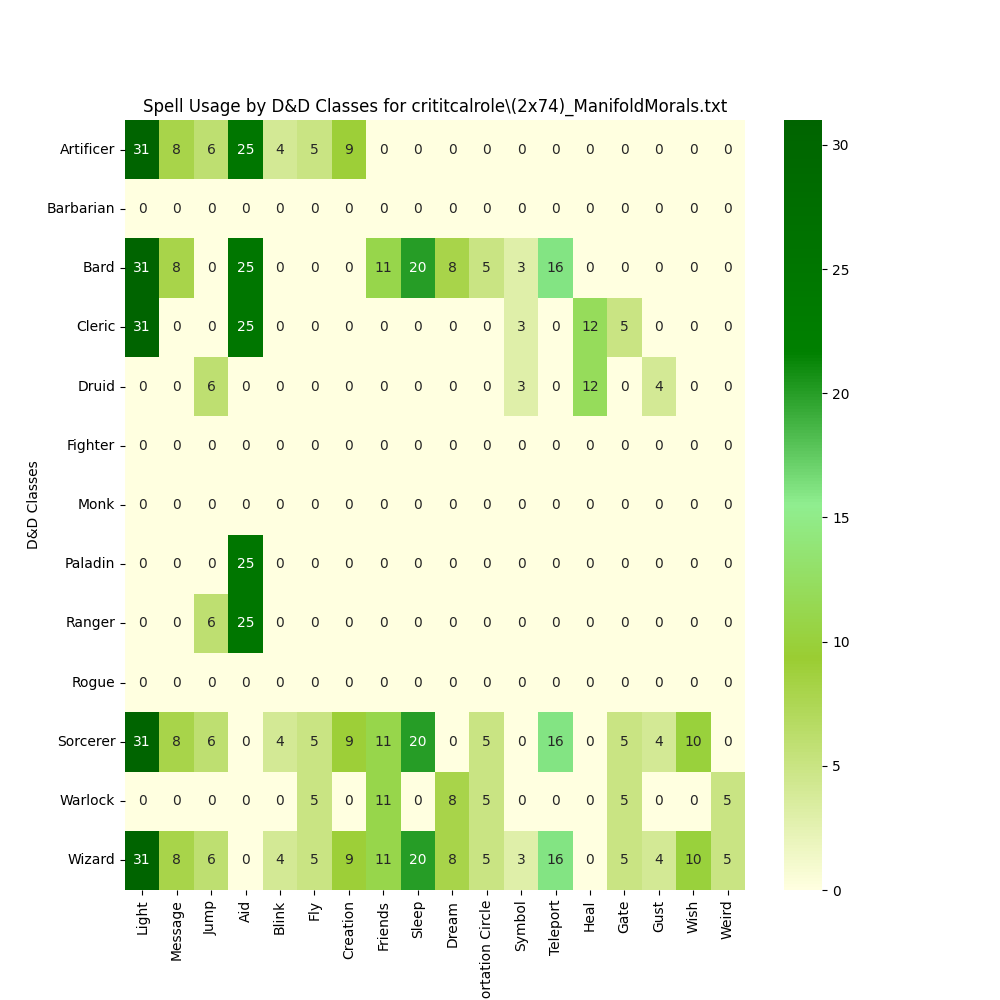 Spell Usage by D&D Classes for crititcalrole\(2x74)_ManifoldMorals.txt
D&D Classes
Artificer 31 8 6 25 4 5 9 0 0 0 0 0 0 0 0 0 0 0
Barbarian 0 0 0 0 0 0 0 0 0 0 0 0 0 0 0 0 0 0
Bard 31 8 0 25 0 0 0 11 20 8 5 3 16 0 0 0 0 0
Cleric 31 0 0 25 0 0 0 0 0 0 0 3 0 12 5 0 0 0
Druid 0 0 6 0 0 0 0 0 0 0 0 3 0 12 0 4 0 0
Fighter 0 0 0 0 0 0 0 0 0 0 0 0 0 0 0 0 0 0
Monk 0 0 0 0 0 0 0 0 0 0 0 0 0 0 0 0 0 0
Paladin 0 0 0 25 0 0 0 0 0 0 0 0 0 0 0 0 0 0
Ranger 0 0 6 25 0 0 0 0 0 0 0 0 0 0 0 0 0 0
Rogue 0 0 0 0 0 0 0 0 0 0 0 0 0 0 0 0 0 0
Sorcerer 31 8 6 0 4 5 9 11 20 0 5 0 16 0 5 4 10 0
Warlock 0 0 0 0 0 5 0 11 0 8 5 0 0 0 5 0 0 5
Wizard 31 8 6 0 4 5 9 11 20 8 5 3 16 0 5 4 10 5
Light
Message
Jump
Aid
Blink
Fly
Creation
Friends
Sleep
Dream
ortation Circle
Symbol
Teleport
Heal
Gate
Gust
Wish
Weird
30
25
20
15
10
5
0